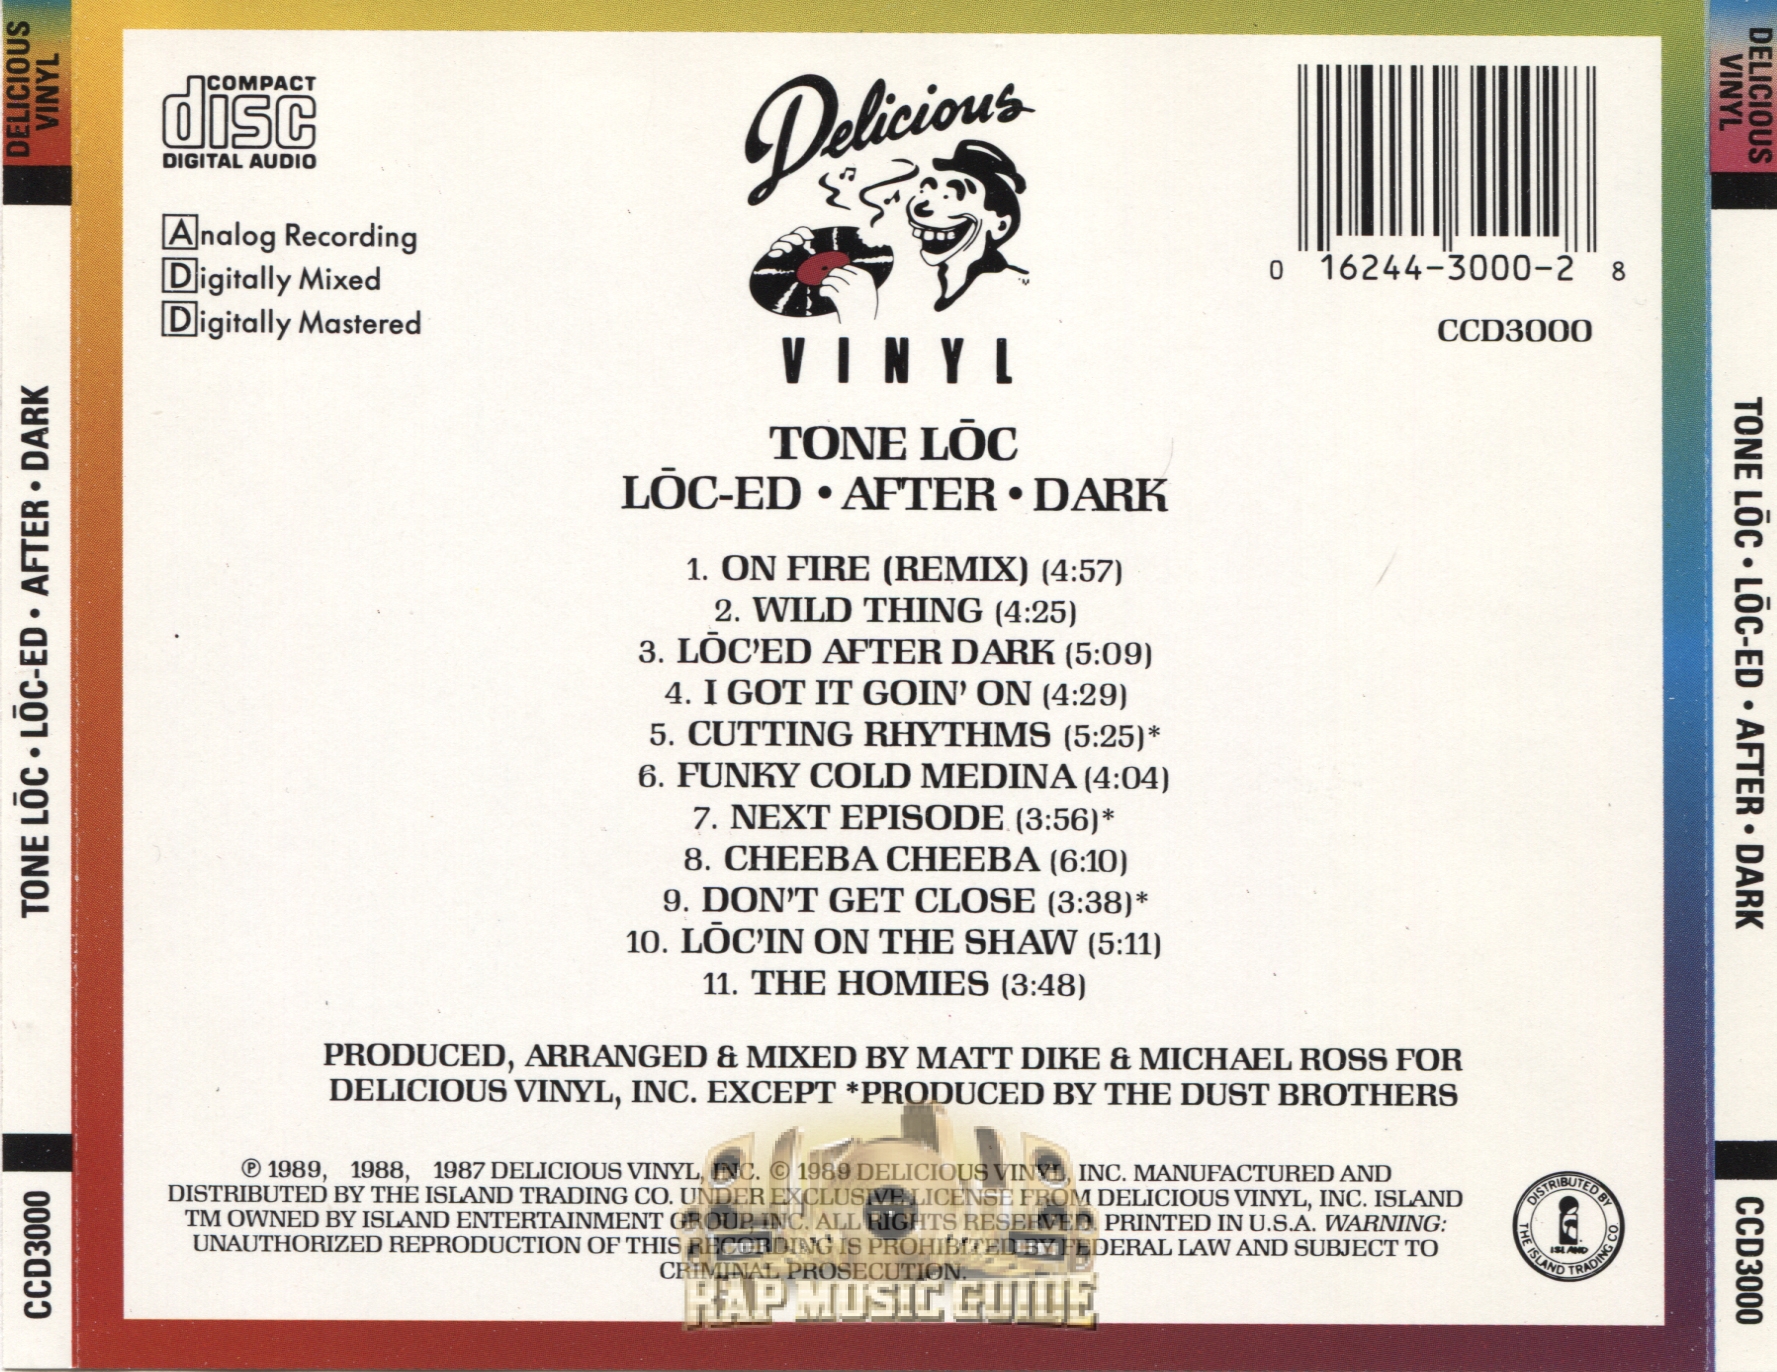 DELICIOUS
VINYL
TONE LŌC • LŌC-ED • AFTER • DARK
CCD3000
COMPACT
disc
DIGITAL AUDIO
Analog Recording
Digitally Mixed
Digitally Mastered
Delicious
VINYL
0 16244-3000-2 8
CCD3000
TONE LŌC
LŌC-ED • AFTER • DARK
1. ON FIRE (REMIX) (4:57)
2. WILD THING (4:25)
3. LŌC'ED AFTER DARK (5:09)
4. I GOT IT GOIN' ON (4:29)
5. CUTTING RHYTHMS (5:25)*
6. FUNKY COLD MEDINA (4:04)
7. NEXT EPISODE (3:56)*
8. CHEEBA CHEEBA (6:10)
9. DON'T GET CLOSE (3:38)*
10. LŌC'IN ON THE SHAW (5:11)
11. THE HOMIES (3:48)
PRODUCED, ARRANGED & MIXED BY MATT DIKE & MICHAEL ROSS FOR
DELICIOUS VINYL, INC. EXCEPT *PRODUCED BY THE DUST BROTHERS
℗ 1989, 1988, 1987 DELICIOUS VINYL, INC. © 1989 DELICIOUS VINYL, INC. MANUFACTURED AND
DISTRIBUTED BY THE ISLAND TRADING CO. UNDER EXCLUSIVE LICENSE FROM DELICIOUS VINYL, INC. ISLAND
TM OWNED BY ISLAND ENTERTAINMENT GROUP INC. ALL RIGHTS RESERVED. PRINTED IN U.S.A. WARNING:
UNAUTHORIZED REPRODUCTION OF THIS RECORDING IS PROHIBITED BY FEDERAL LAW AND SUBJECT TO
CRIMINAL PROSECUTION.
RAP MUSIC GUIDE
DISTRIBUTED BY
ISLAND
THE ISLAND TRADING CO.
DELICIOUS
VINYL
TONE LŌC • LŌC-ED • AFTER • DARK
CCD3000